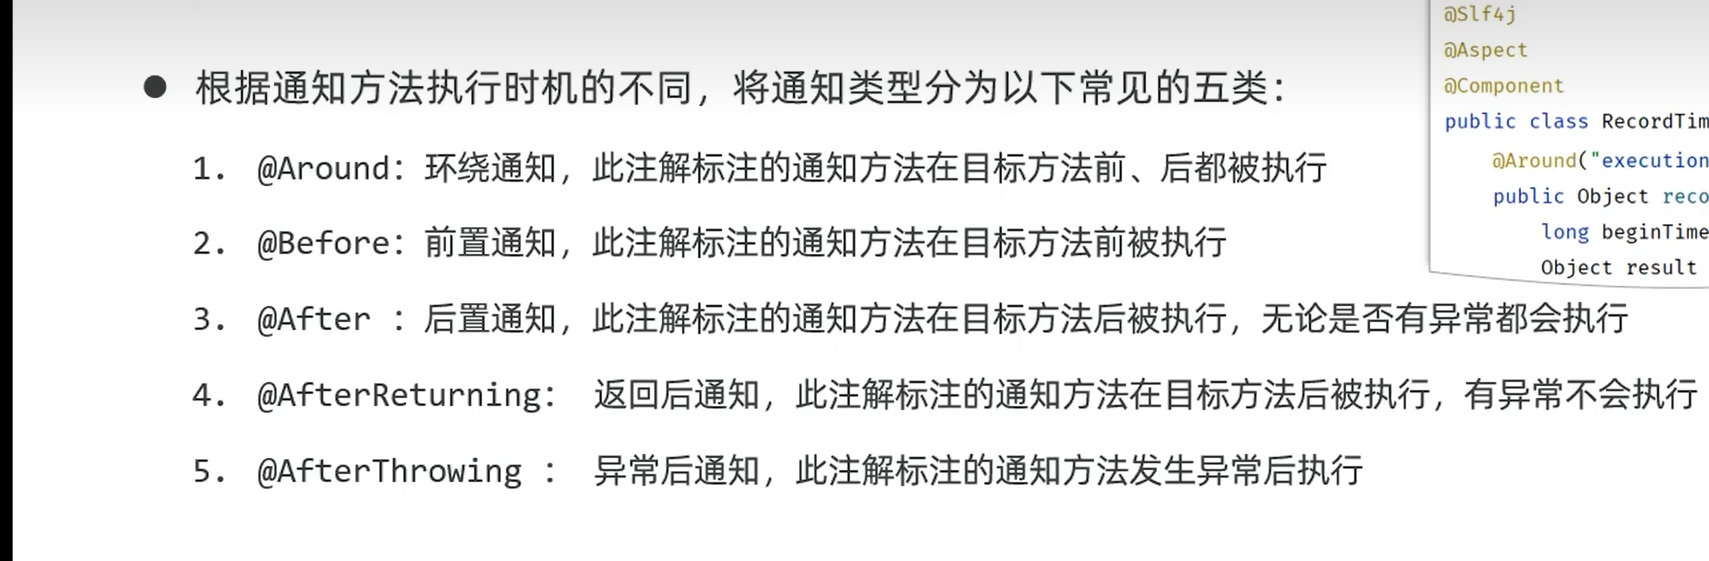 ● 根据通知方法执行时机的不同，将通知类型分为以下常见的五类：
1. @Around：环绕通知，此注解标注的通知方法在目标方法前、后都被执行
2. @Before：前置通知，此注解标注的通知方法在目标方法前被执行
3. @After ：后置通知，此注解标注的通知方法在目标方法后被执行，无论是否有异常都会执行
4. @AfterReturning： 返回后通知，此注解标注的通知方法在目标方法后被执行，有异常不会执行
5. @AfterThrowing ： 异常后通知，此注解标注的通知方法发生异常后执行
@Slf4j
@Aspect
@Component
public class RecordTim
@Around("execution
public Object reco
long beginTime
Object result